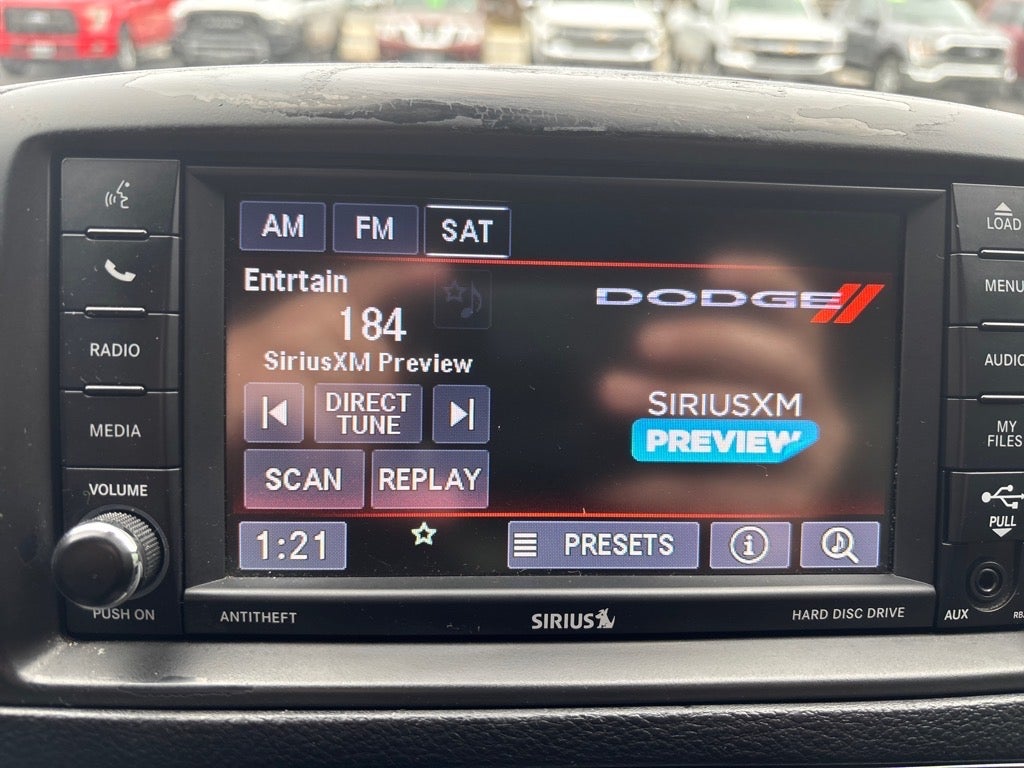 AM FM SAT
Entrtain
184
SiriusXM Preview
DIRECT
TUNE
SCAN REPLAY
1:21
PRESETS
i
DODGE
SIRIUSXM
PREVIEW
RADIO
MEDIA
VOLUME
PUSH ON
ANTITHEFT
SIRIUS
HARD DISC DRIVE
LOAD
MENU
AUDIO
MY
FILES
PULL
AUX